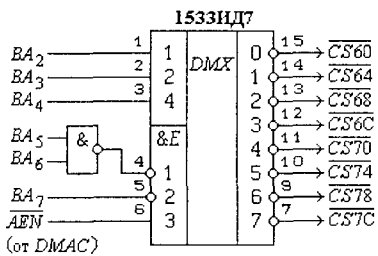 1533ИД7
BA2 1 1 DMX 0 15 CS60
BA3 2 2 1 14 CS64
BA4 3 4 2 13 CS68
3 12 CS6C
BA5 & &E 4 11 CS70
BA6 4 1 5 10 CS74
BA7 5 2 6 9 CS78
AEN 6 3 7 7 CS7C
(от DMAC)